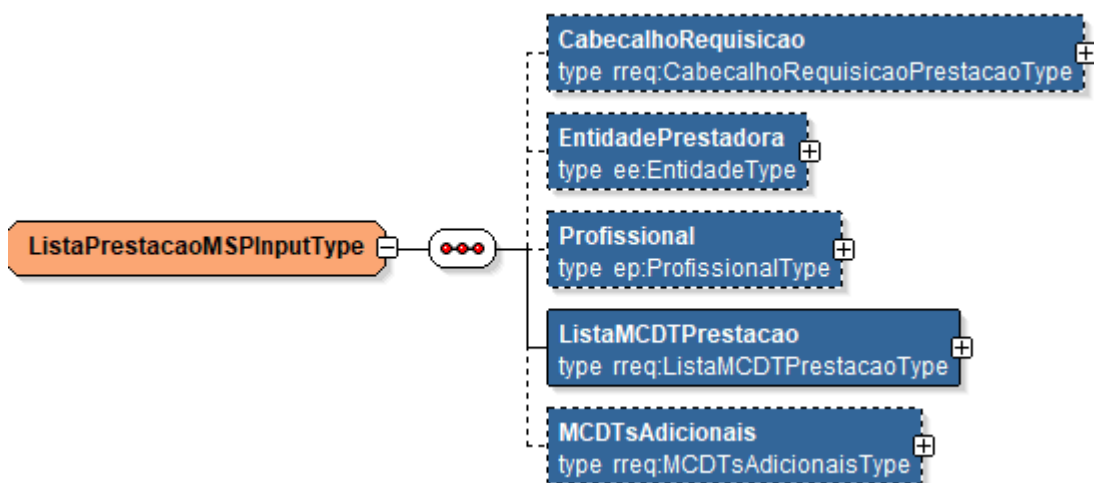 CabecalhoRequisicao
type rreq:CabecalhoRequisicaoPrestacaoType
EntidadePrestadora
type ee:EntidadeType
Profissional
type ep:ProfissionalType
ListaPrestacaoMSPInputType
ListaMCDTPrestacao
type rreq:ListaMCDTPrestacaoType
MCDTsAdicionais
type rreq:MCDTsAdicionaisType